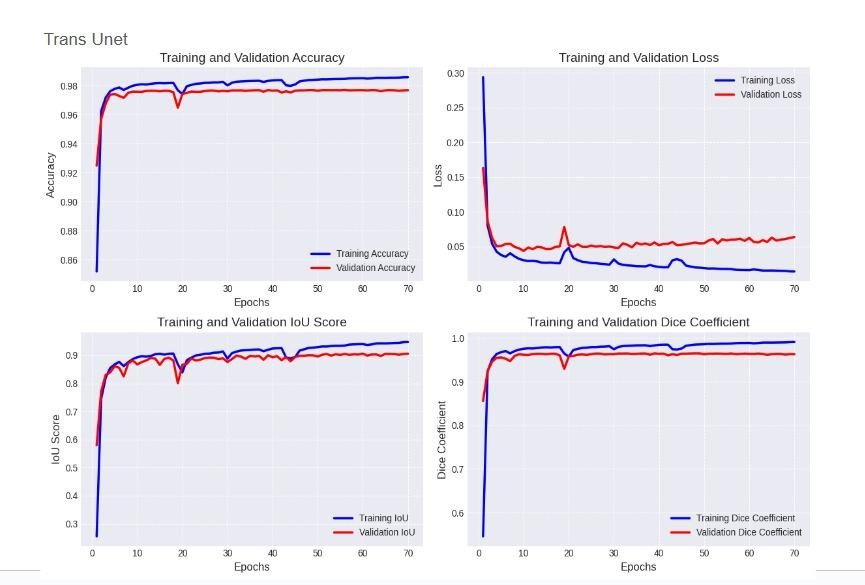 Trans Unet
Training and Validation Accuracy
0.98
0.96
0.94
0.92
0.90
0.88
0.86
Accuracy
Training Accuracy
Validation Accuracy
0 10 20 30 40 50 60 70
Epochs
Training and Validation Loss
0.30
0.25
0.20
0.15
0.10
0.05
Loss
Training Loss
Validation Loss
0 10 20 30 40 50 60 70
Epochs
Training and Validation IoU Score
0.9
0.8
0.7
0.6
0.5
0.4
0.3
IoU Score
Training IoU
Validation IoU
0 10 20 30 40 50 60 70
Epochs
Training and Validation Dice Coefficient
1.0
0.9
0.8
0.7
0.6
Dice Coefficient
Training Dice Coefficient
Validation Dice Coefficient
0 10 20 30 40 50 60 70
Epochs